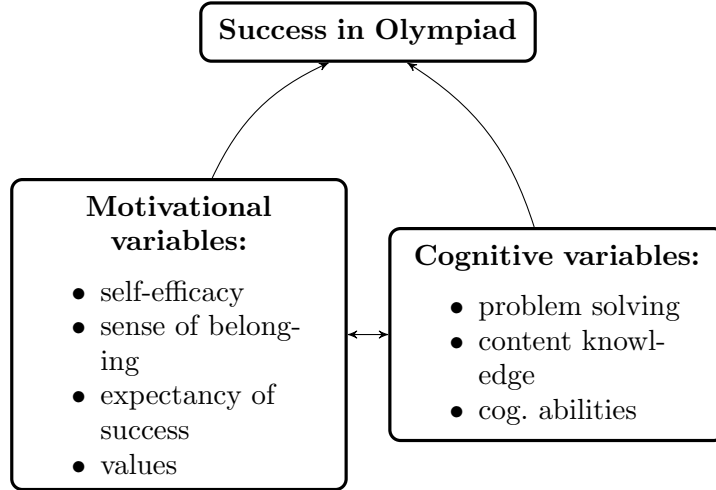 Success in Olympiad
Motivational
variables:
• self-efficacy
• sense of belong-
ing
• expectancy of
success
• values
Cognitive variables:
• problem solving
• content knowl-
edge
• cog. abilities